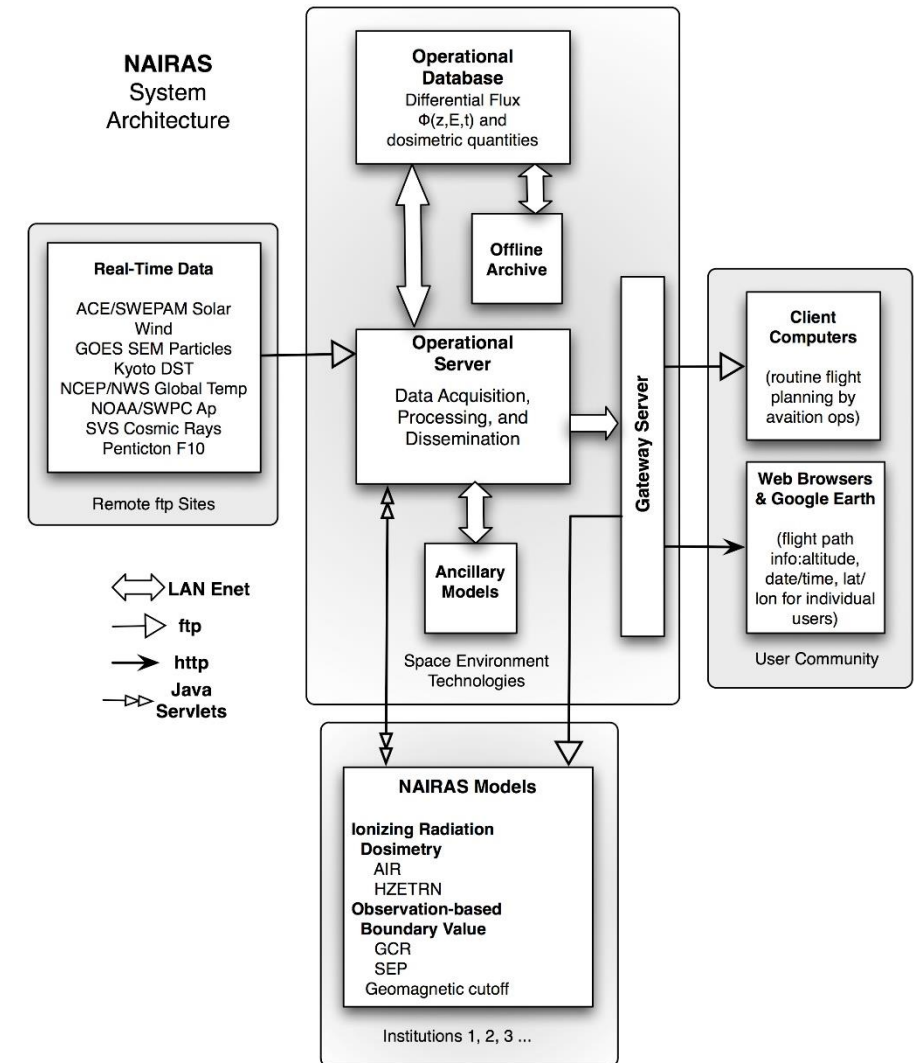 NAIRAS
System
Architecture
Operational
Database
Differential Flux
Φ(z,E,t) and
dosimetric quantities
Offline
Archive
Real-Time Data
ACE/SWEPAM Solar
Wind
GOES SEM Particles
Kyoto DST
NCEP/NWS Global Temp
NOAA/SWPC Ap
SVS Cosmic Rays
Penticton F10
Remote ftp Sites
Operational
Server
Data Acquisition,
Processing, and
Dissemination
Ancillary
Models
Space Environment
Technologies
Gateway Server
Client
Computers
(routine flight
planning by
avaition ops)
Web Browsers
& Google Earth
(flight path
info:altitude,
date/time, lat/
lon for individual
users)
User Community
LAN Enet
ftp
http
Java
Servlets
NAIRAS Models
Ionizing Radiation
Dosimetry
AIR
HZETRN
Observation-based
Boundary Value
GCR
SEP
Geomagnetic cutoff
Institutions 1, 2, 3 ...